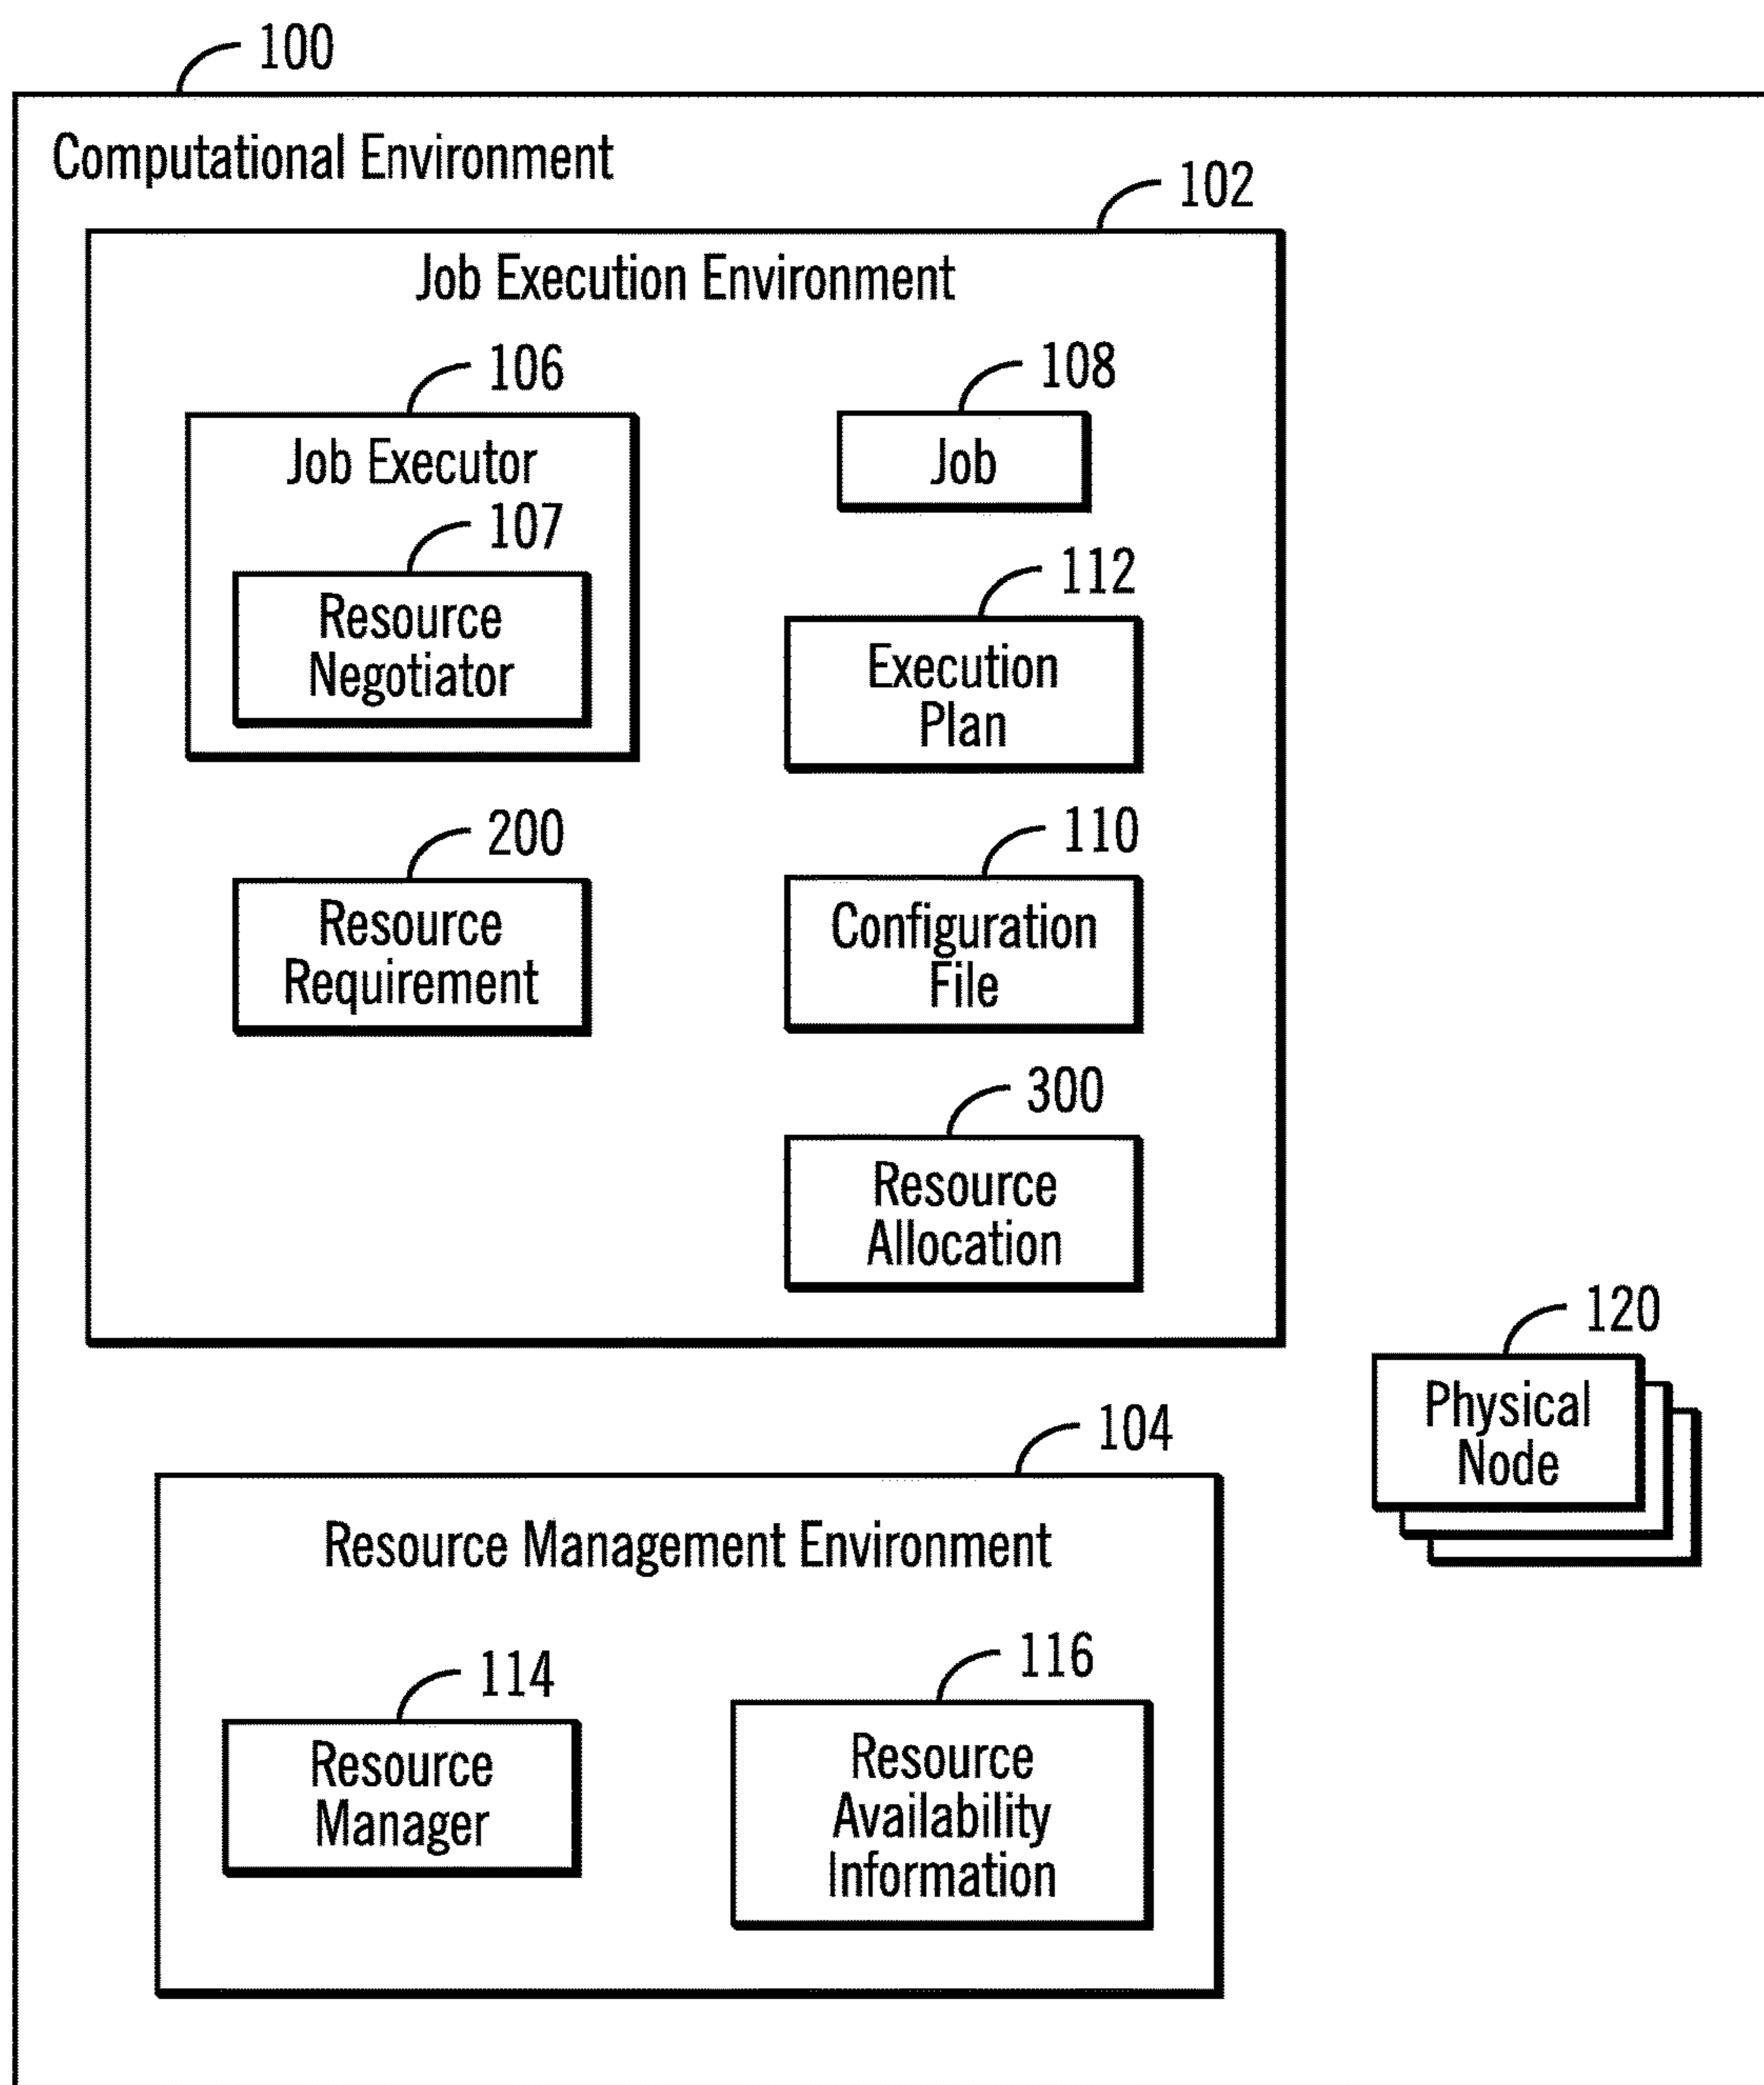 100
Computational Environment
102
Job Execution Environment
106
108
Job Executor
Job
107
112
Resource
Negotiator
Execution
Plan
200
110
Resource
Requirement
Configuration
File
300
Resource
Allocation
120
Physical
Node
104
Resource Management Environment
114
116
Resource
Manager
Resource
Availability
Information